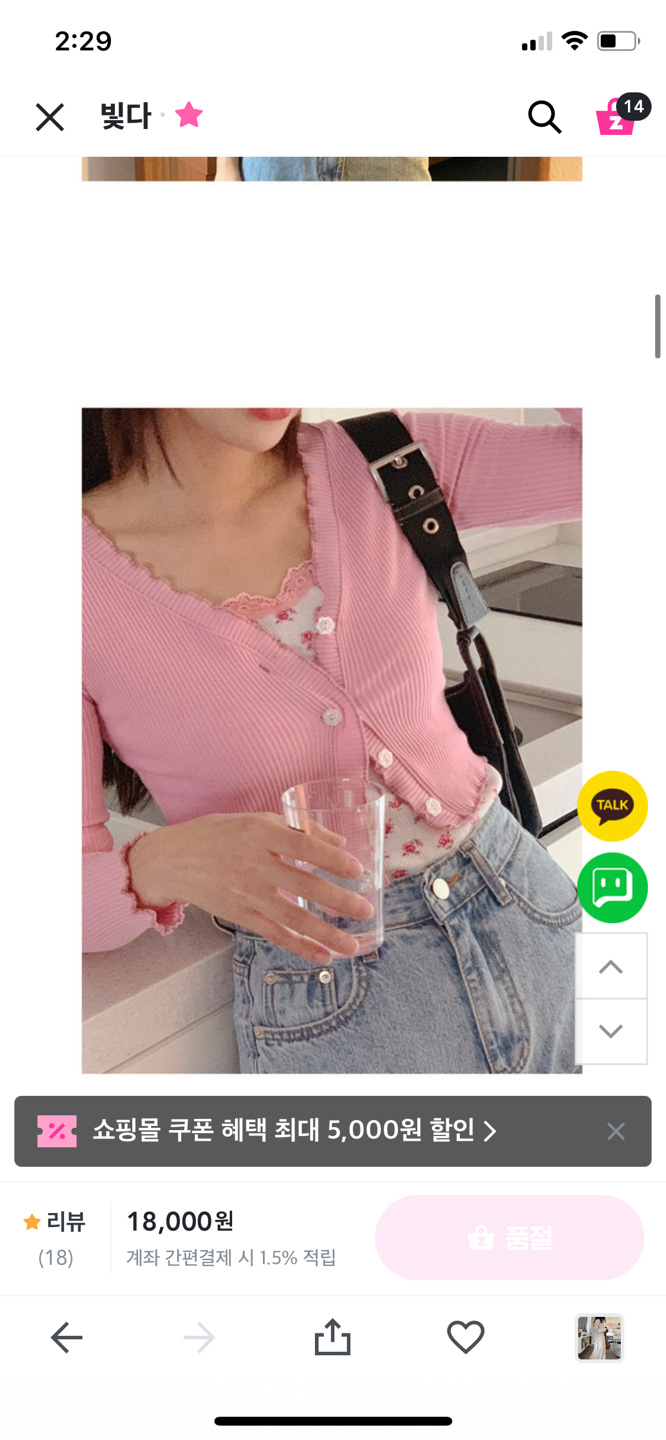 2:29
빛다
14
TALK
쇼핑몰 쿠폰 혜택 최대 5,000원 할인
리뷰
(18)
18,000원
계좌 간편결제 시 1.5% 적립
품절